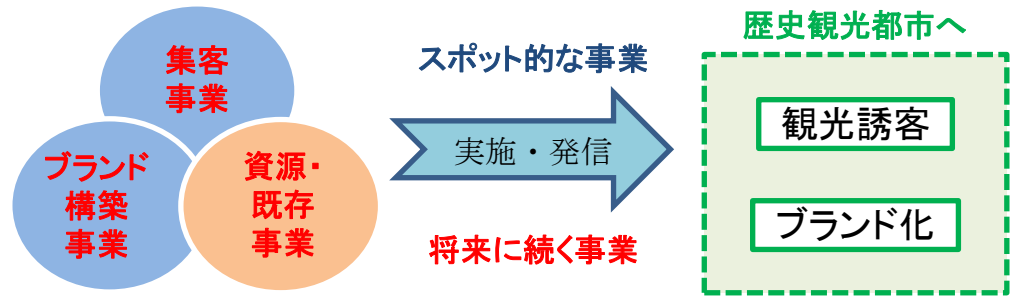 集客
事業
ブランド
構築
事業
資源・
既存
事業
スポット的な事業
実施・発信
将来に続く事業
歴史観光都市へ
観光誘客
ブランド化